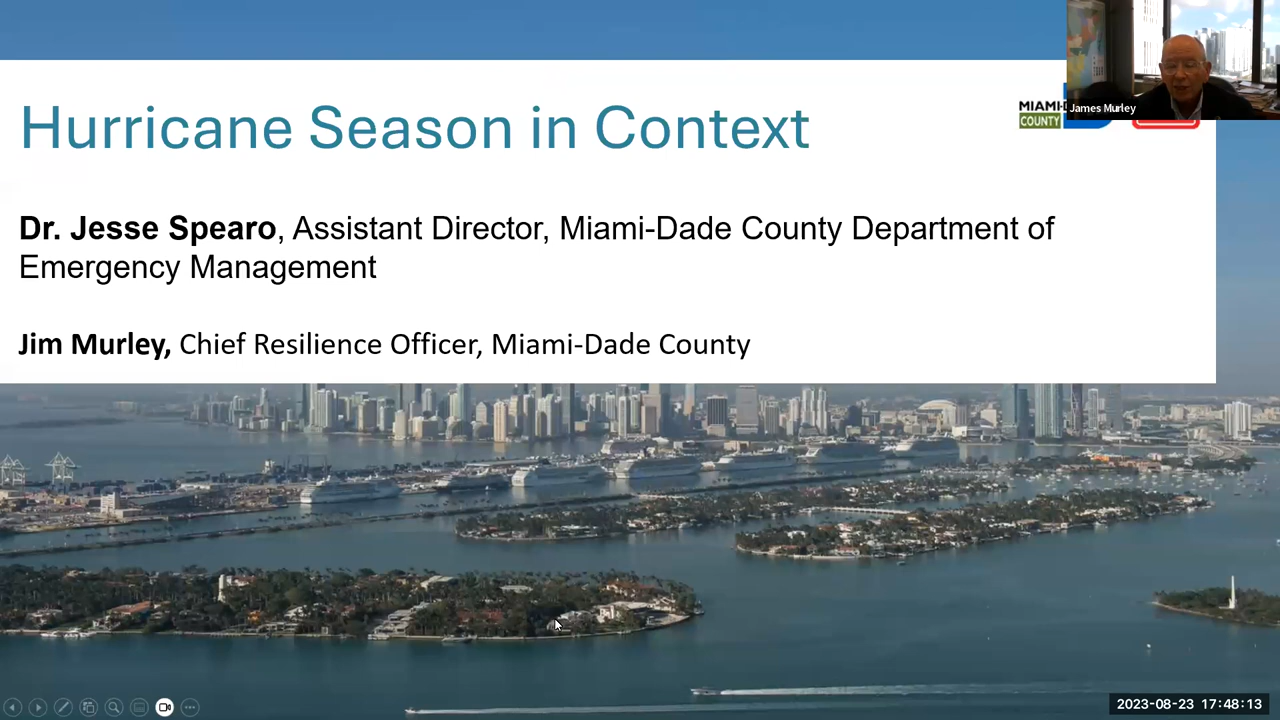 Hurricane Season in Context
MIAMI-D
COUNTY
James Murley
Dr. Jesse Spearo, Assistant Director, Miami-Dade County Department of
Emergency Management
Jim Murley, Chief Resilience Officer, Miami-Dade County
2023-08-23 17:48:13